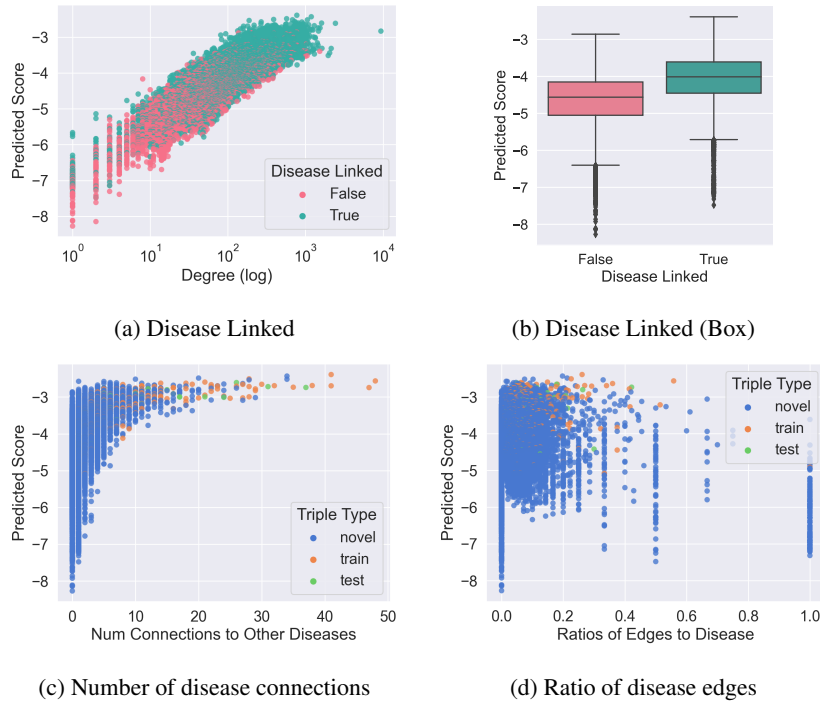 −3
−4
−5
−6
−7
−8
Predicted Score
Disease Linked
False
True
10^0
10^1
10^2
10^3
10^4
Degree (log)
(a) Disease Linked
−3
−4
−5
−6
−7
−8
Predicted Score
False
True
Disease Linked
(b) Disease Linked (Box)
−3
−4
−5
−6
−7
−8
Predicted Score
Triple Type
novel
train
test
0
10
20
30
40
50
Num Connections to Other Diseases
(c) Number of disease connections
−3
−4
−5
−6
−7
−8
Predicted Score
Triple Type
novel
train
test
0.0
0.2
0.4
0.6
0.8
1.0
Ratios of Edges to Disease
(d) Ratio of disease edges